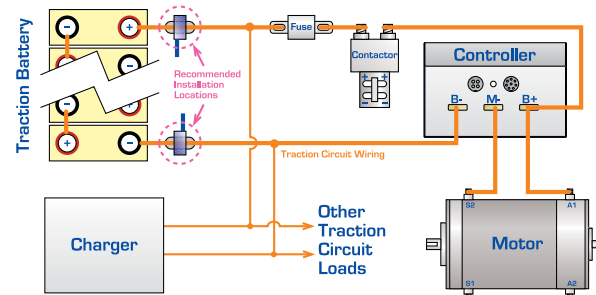 Traction Battery
Recommended
Installation
Locations
Fuse
Contactor
Controller
B- M- B+
Traction Circuit Wiring
Charger
Other
Traction
Circuit
Loads
S2 A1
Motor
S1 A2